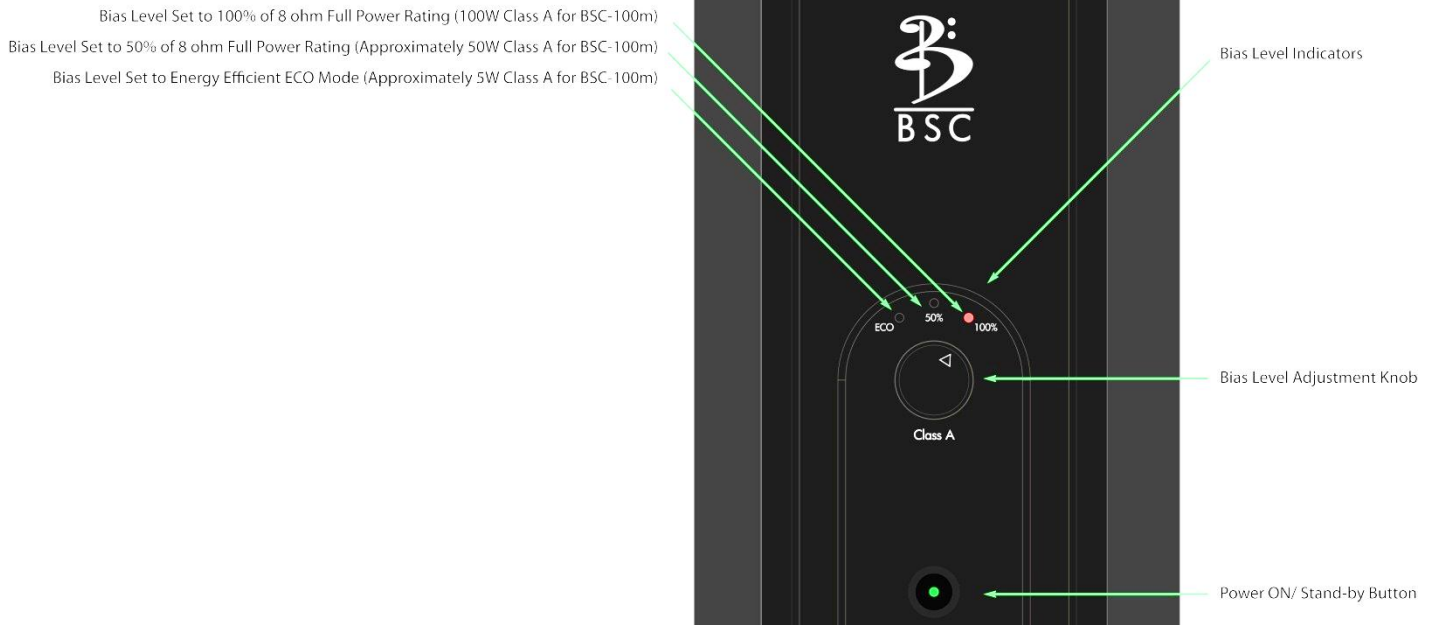 Bias Level Set to 100% of 8 ohm Full Power Rating (100W Class A for BSC-100m)
Bias Level Set to 50% of 8 ohm Full Power Rating (Approximately 50W Class A for BSC-100m)
Bias Level Set to Energy Efficient ECO Mode (Approximately 5W Class A for BSC-100m)
BSC
Bias Level Indicators
ECO
50%
100%
Bias Level Adjustment Knob
Class A
Power ON/ Stand-by Button